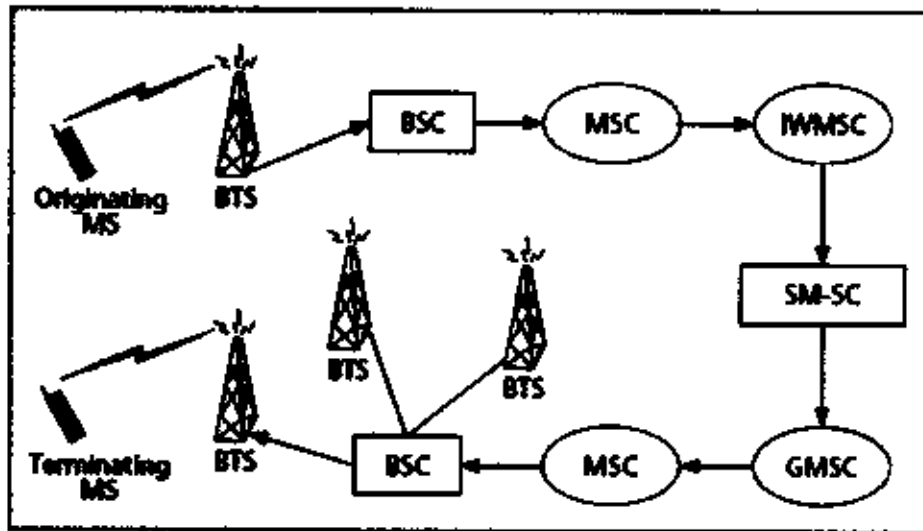 BSC
MSC
IWMSC
Originating
MS
BTS
SM-SC
BTS
BTS
Terminating
MS
BTS
BSC
MSC
GMSC